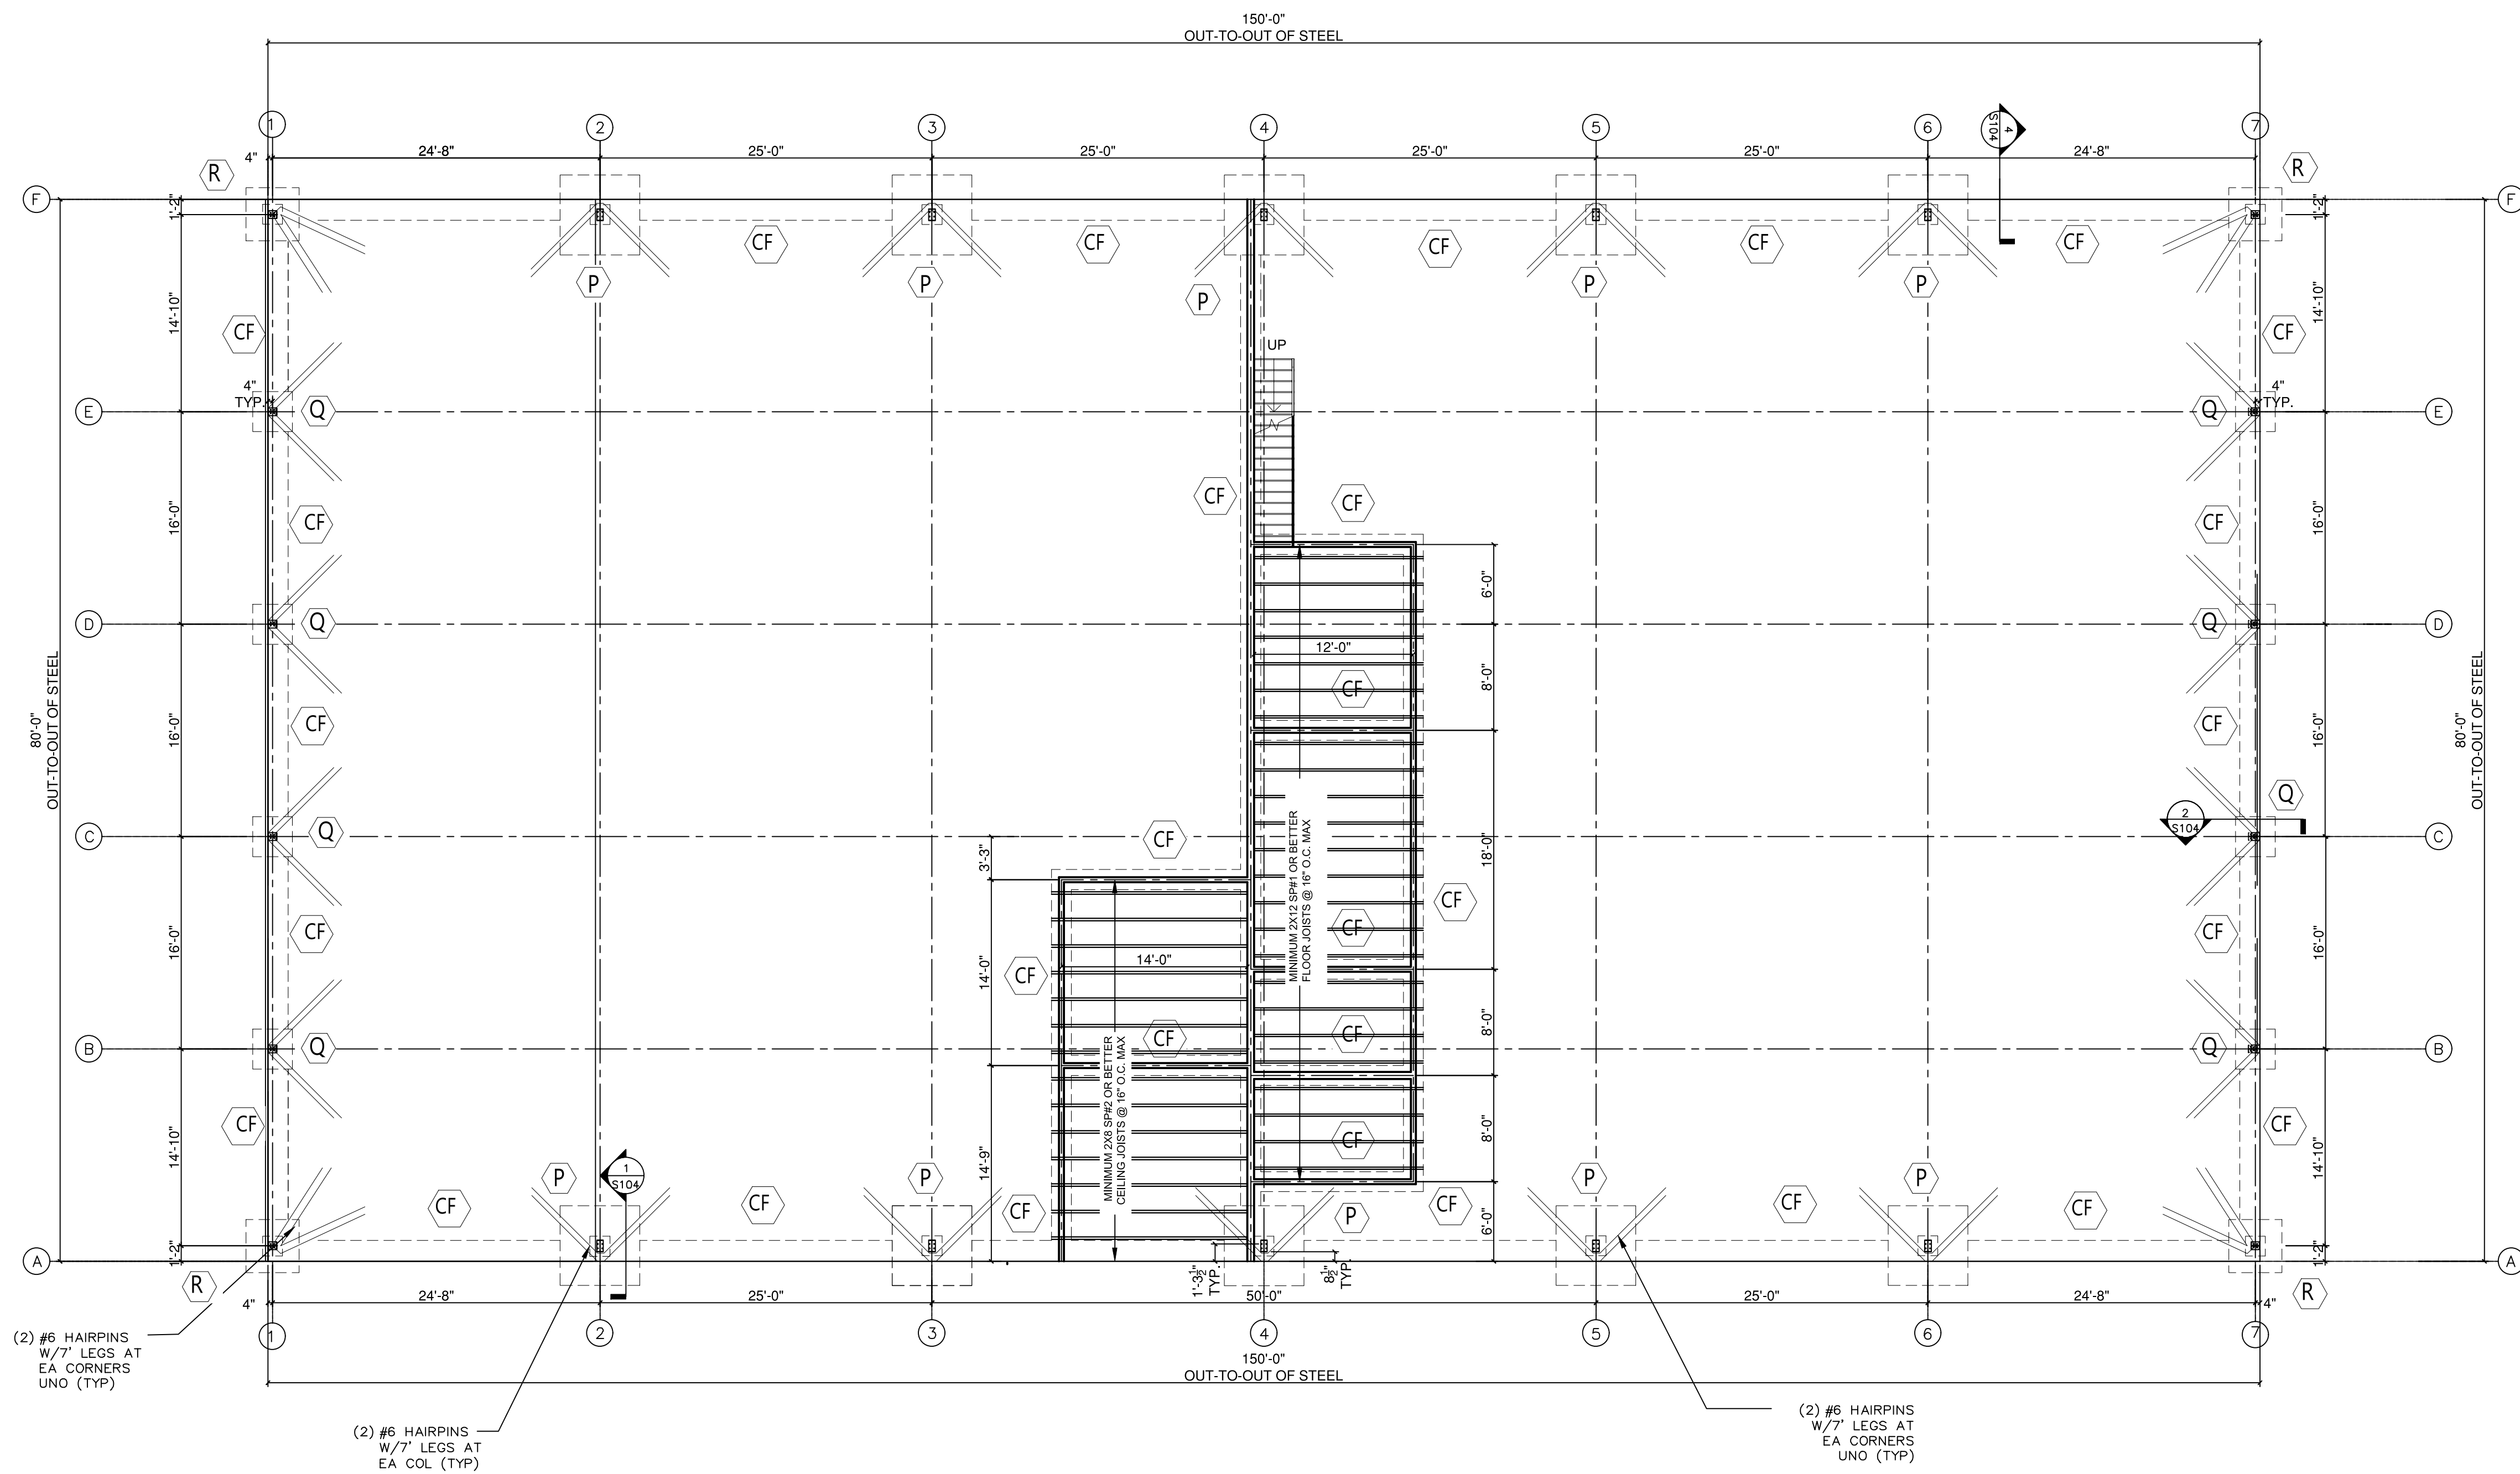 150'-0"
OUT-TO-OUT OF STEEL
1
2
3
4
5
6
4
S104
7
R
4"
24'-8"
25'-0"
25'-0"
25'-0"
25'-0"
24'-8"
R
F
1'-2"
1'-2"
F
CF
CF
CF
CF
CF
P
P
P
P
P
14'-10"
14'-10"
CF
CF
UP
4"
TYP.
4"
TYP.
E
Q
Q
E
16'-0"
CF
CF
CF
CF
16'-0"
6'-0"
D
Q
Q
D
12'-0"
80'-0"
OUT-TO-OUT OF STEEL
80'-0"
OUT-TO-OUT OF STEEL
CF
8'-0"
16'-0"
CF
CF
16'-0"
Q
2
S104
C
Q
CF
C
3'-3"
18'-0"
MINIMUM 2X12 SP#1 OR BETTER
FLOOR JOISTS @ 16" O.C. MAX
CF
16'-0"
CF
CF
CF
16'-0"
14'-0"
14'-0"
CF
8'-0"
B
Q
CF
CF
Q
B
MINIMUM 2X8 SP#2 OR BETTER
CEILING JOISTS @ 16" O.C. MAX
14'-10"
CF
CF
8'-0"
CF
14'-10"
14'-9"
1
S104
P
P
P
P
CF
CF
CF
P
CF
CF
CF
6'-0"
1'-2"
1'-2"
A
A
R
R
1'-3½"
TYP.
8½"
TYP.
4"
24'-8"
25'-0"
50'-0"
25'-0"
24'-8"
4"
1
2
3
4
5
6
7
(2) #6 HAIRPINS
W/7' LEGS AT
EA CORNERS
UNO (TYP)
150'-0"
OUT-TO-OUT OF STEEL
(2) #6 HAIRPINS
W/7' LEGS AT
EA COL (TYP)
(2) #6 HAIRPINS
W/7' LEGS AT
EA CORNERS
UNO (TYP)